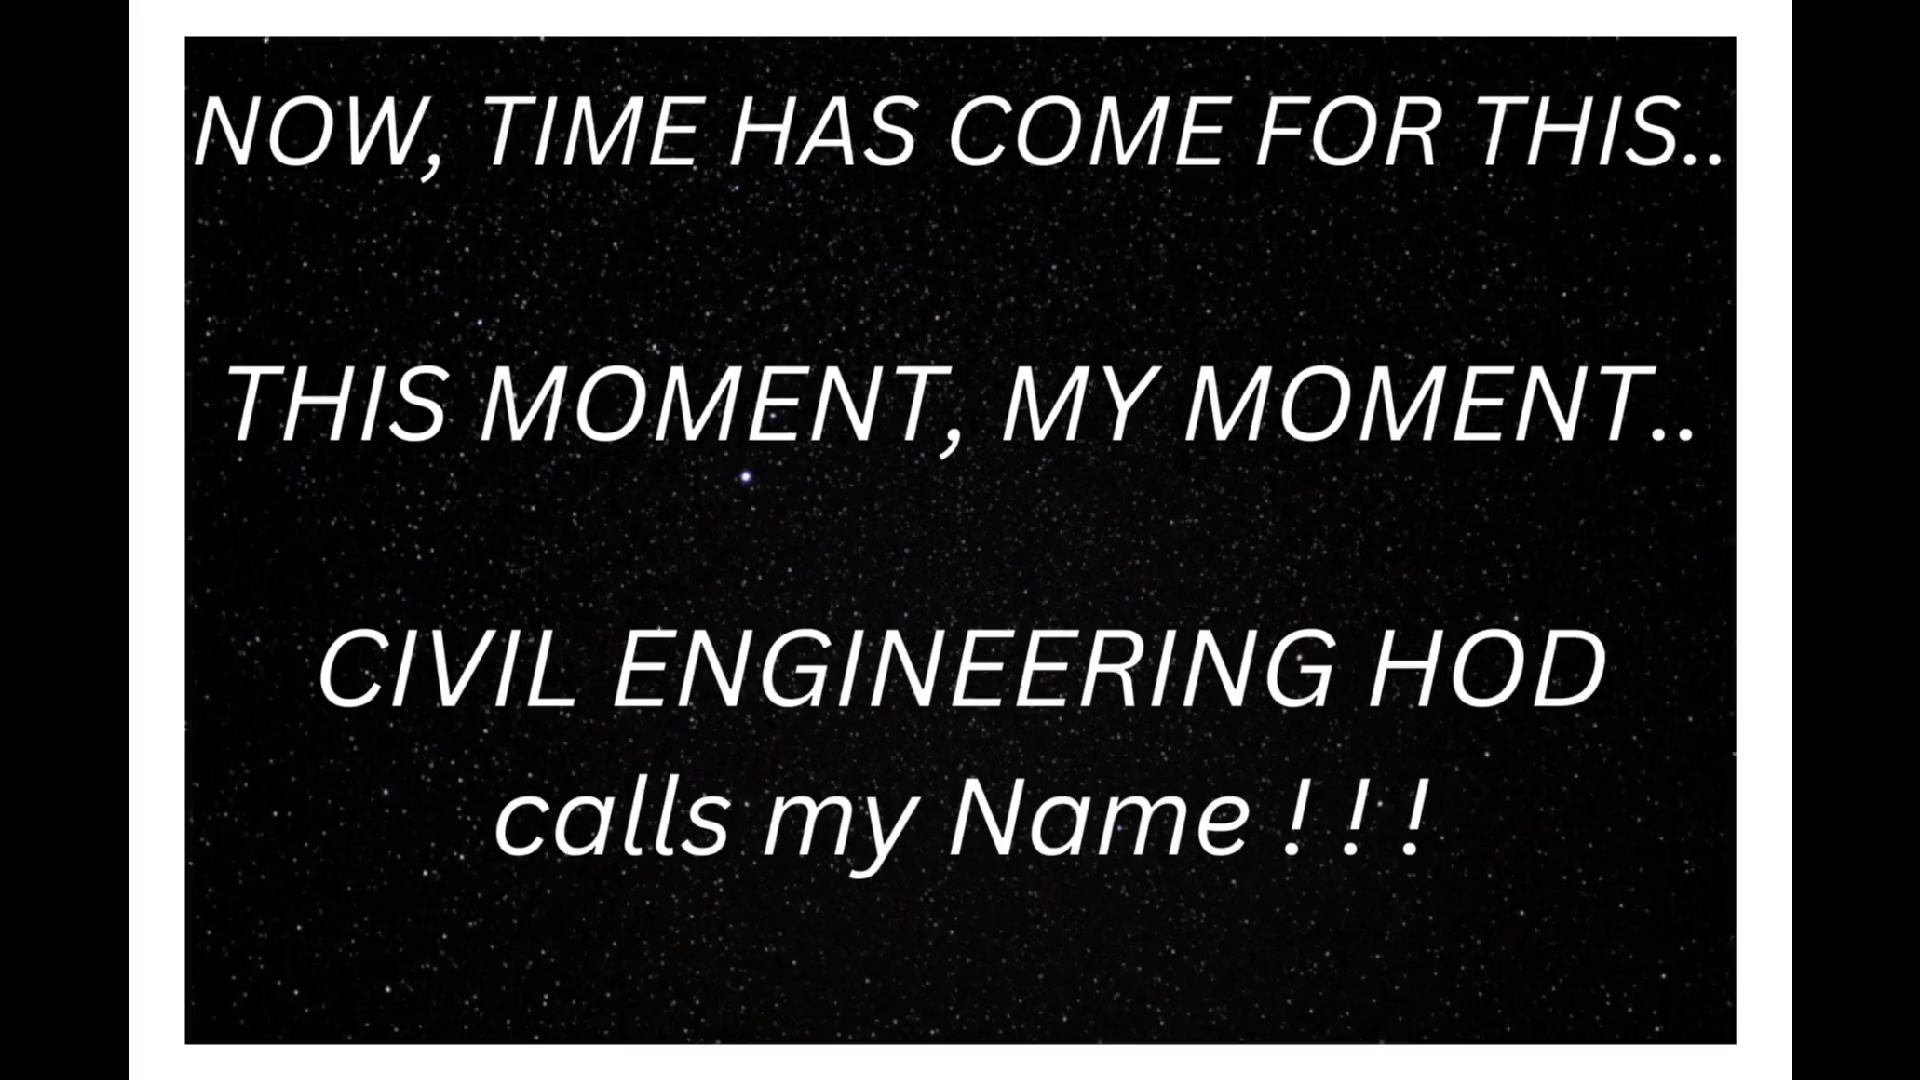 NOW, TIME HAS COME FOR THIS..
THIS MOMENT, MY MOMENT..
CIVIL ENGINEERING HOD
calls my Name ! ! !